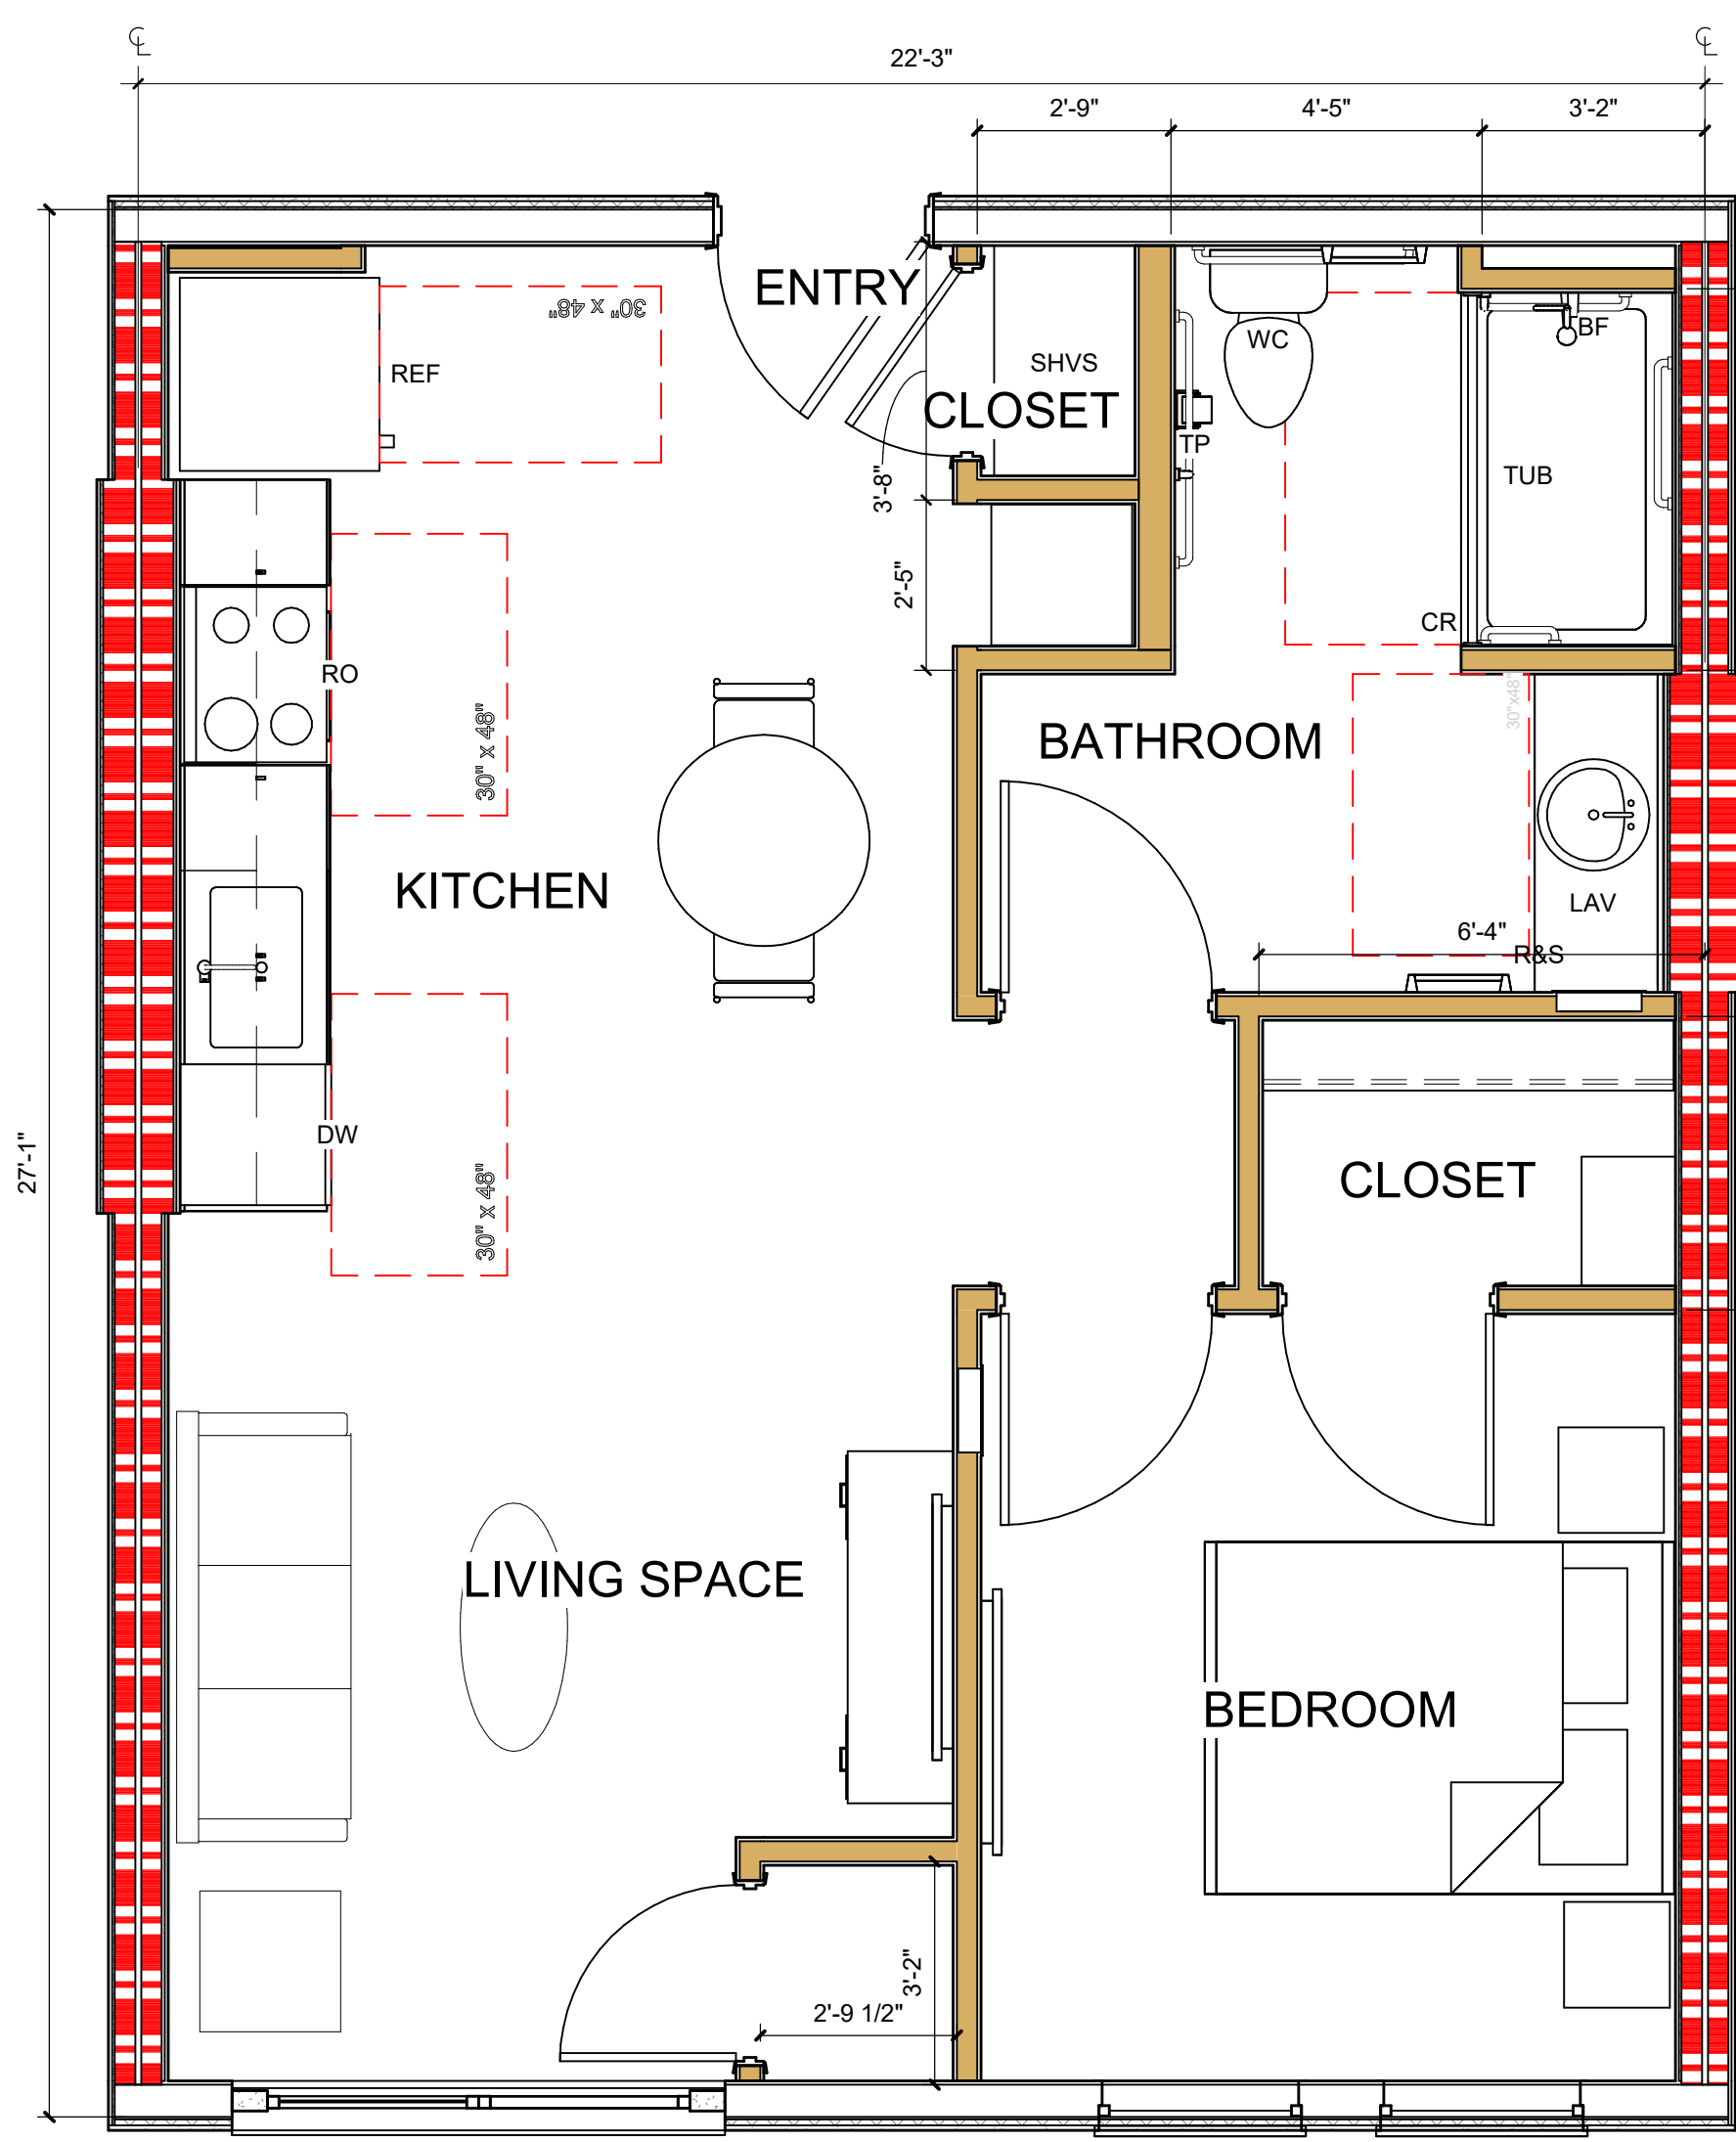 ℄
℄
22'-3"
2'-9"
4'-5"
3'-2"
ENTRY
30" x 48"
WC
BF
SHVS
REF
CLOSET
TP
TUB
3'-8"
2'-5"
CR
RO
30"x48"
30" x 48"
BATHROOM
KITCHEN
LAV
6'-4"
R&S
DW
27'-1"
CLOSET
30" x 48"
LIVING SPACE
BEDROOM
3'-2"
2'-9 1/2"